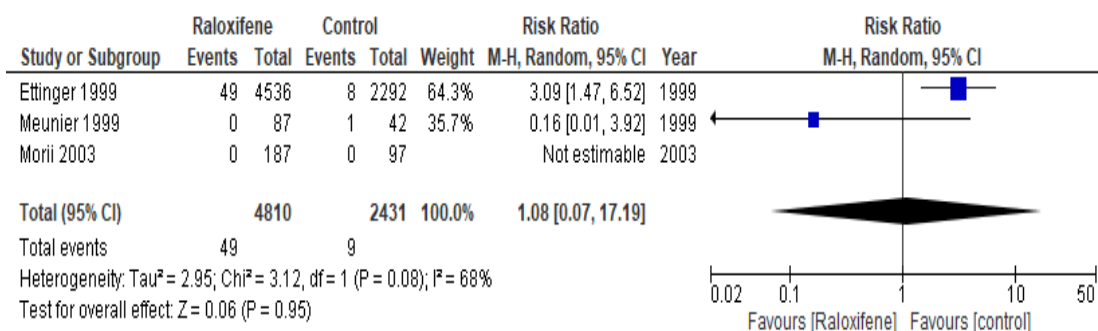 Raloxifene Control Risk Ratio Risk Ratio
Study or Subgroup Events Total Events Total Weight M-H, Random, 95% CI Year M-H, Random, 95% CI
Ettinger 1999 49 4536 8 2292 64.3% 3.09 [1.47, 6.52] 1999
Meunier 1999 0 87 1 42 35.7% 0.16 [0.01, 3.92] 1999
Morii 2003 0 187 0 97 Not estimable 2003
Total (95% CI) 4810 2431 100.0% 1.08 [0.07, 17.19]
Total events 49 9
Heterogeneity: Tau² = 2.95; Chi² = 3.12, df = 1 (P = 0.08); I² = 68%
Test for overall effect: Z = 0.06 (P = 0.95)
0.02 0.1 1 10 50
Favours [Raloxifene] Favours [control]